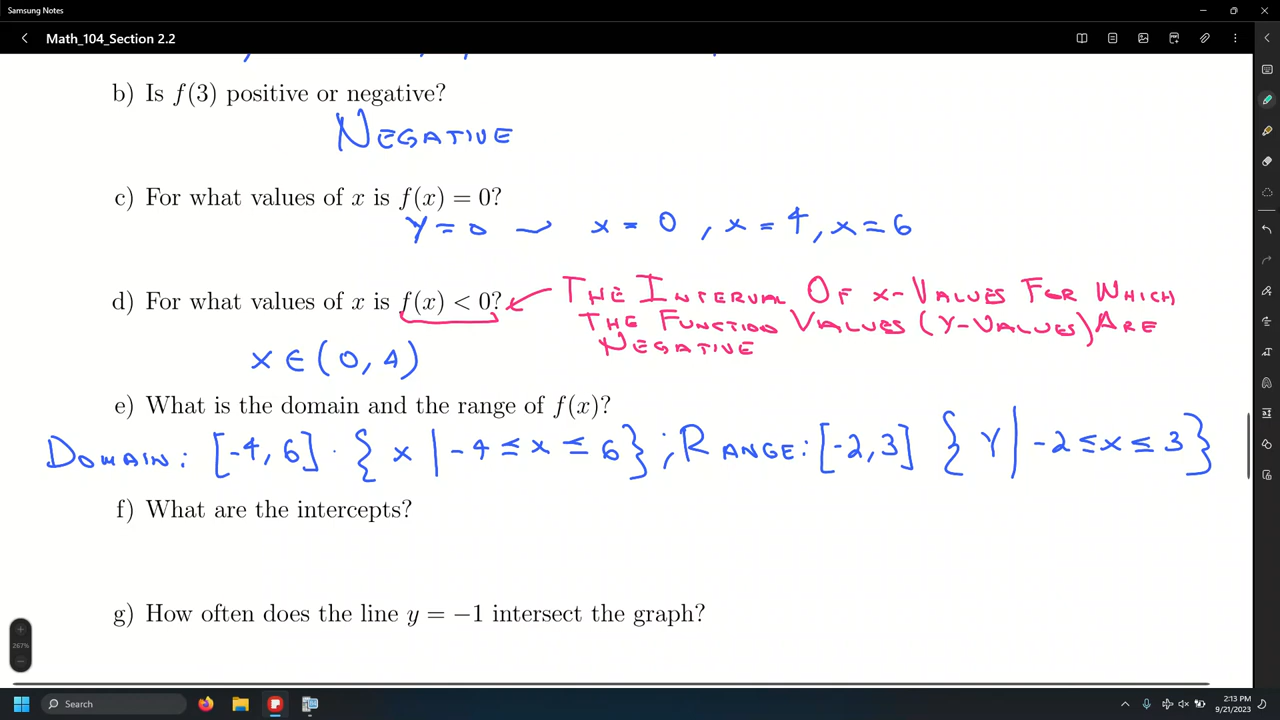 Samsung Notes
Math_104_Section 2.2
b) Is f(3) positive or negative?
NEGATIVE
c) For what values of x is f(x) = 0?
Y = 0 → x = 0 , x = 4, x = 6
d) For what values of x is f(x) < 0?
THE INTERVAL OF X-VALUES FOR WHICH
THE FUNCTION VALUES (Y-VALUES) ARE
NEGATIVE
x ∈ (0, 4)
e) What is the domain and the range of f(x)?
DOMAIN: [-4, 6] · { x | -4 ≤ x ≤ 6 } ; RANGE: [-2, 3] { Y | -2 ≤ x ≤ 3 }
f) What are the intercepts?
g) How often does the line y = −1 intersect the graph?
267%
Search
2:13 PM
9/21/2023